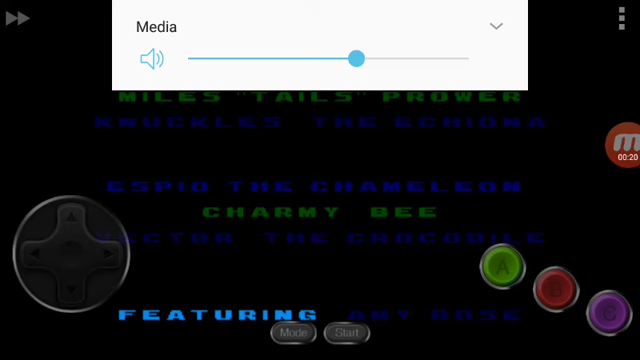 Media
MILES "TAILS" PROWER
KNUCKLES THE ECHIDNA
00:20
ESPIO THE CHAMELEON
CHARMY BEE
VECTOR THE CROCODILE
A
B
C
FEATURING AMY ROSE
Mode
Start